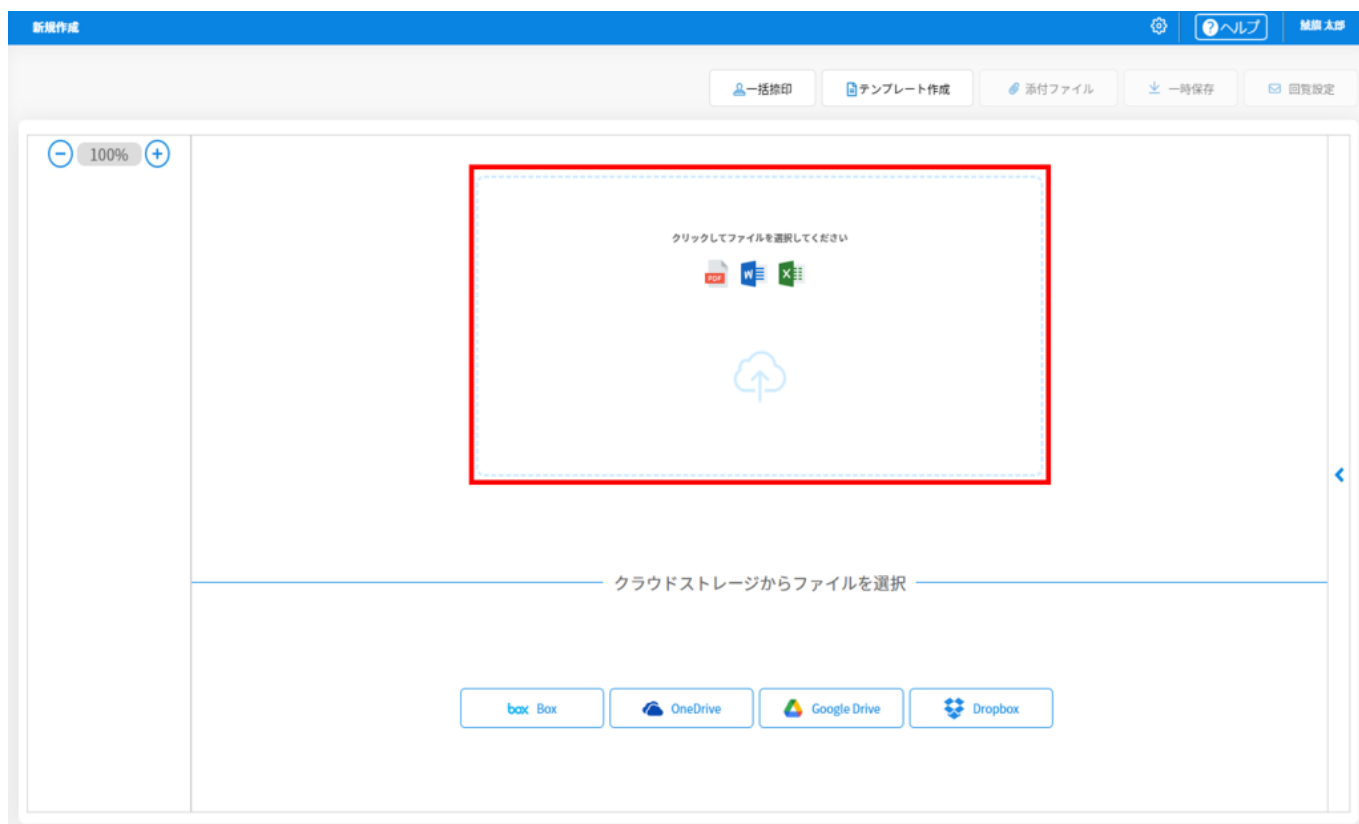 新規作成
ヘルプ
太郎
一括捺印
テンプレート作成
添付ファイル
一時保存
回覧設定
100%
クリックしてファイルを選択してください
PDF
W
X
クラウドストレージからファイルを選択
box Box
OneDrive
Google Drive
Dropbox